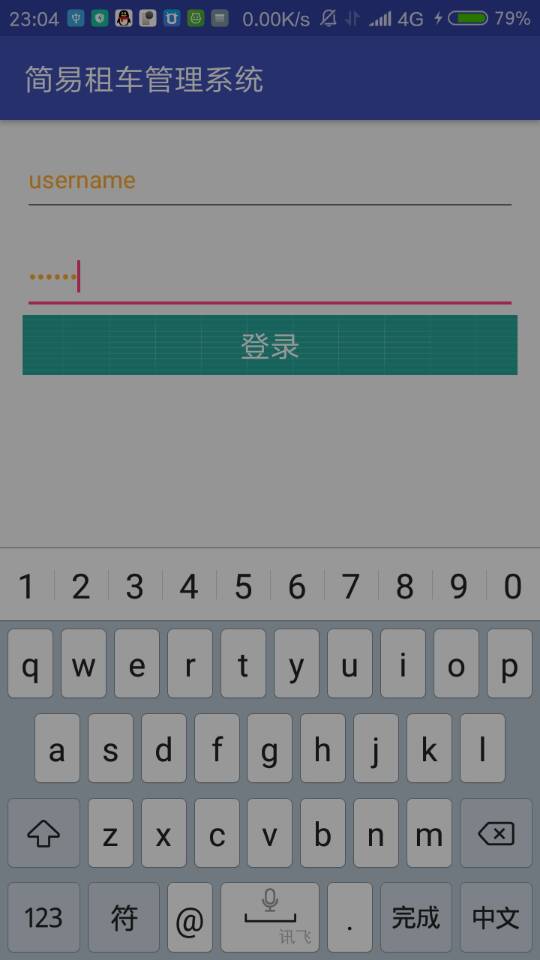 23:04 0.00K/s 4G 79%
简易租车管理系统
username
••••••
登录
1 2 3 4 5 6 7 8 9 0
q w e r t y u i o p
a s d f g h j k l
z x c v b n m
123 符 @ 讯飞 . 完成 中文